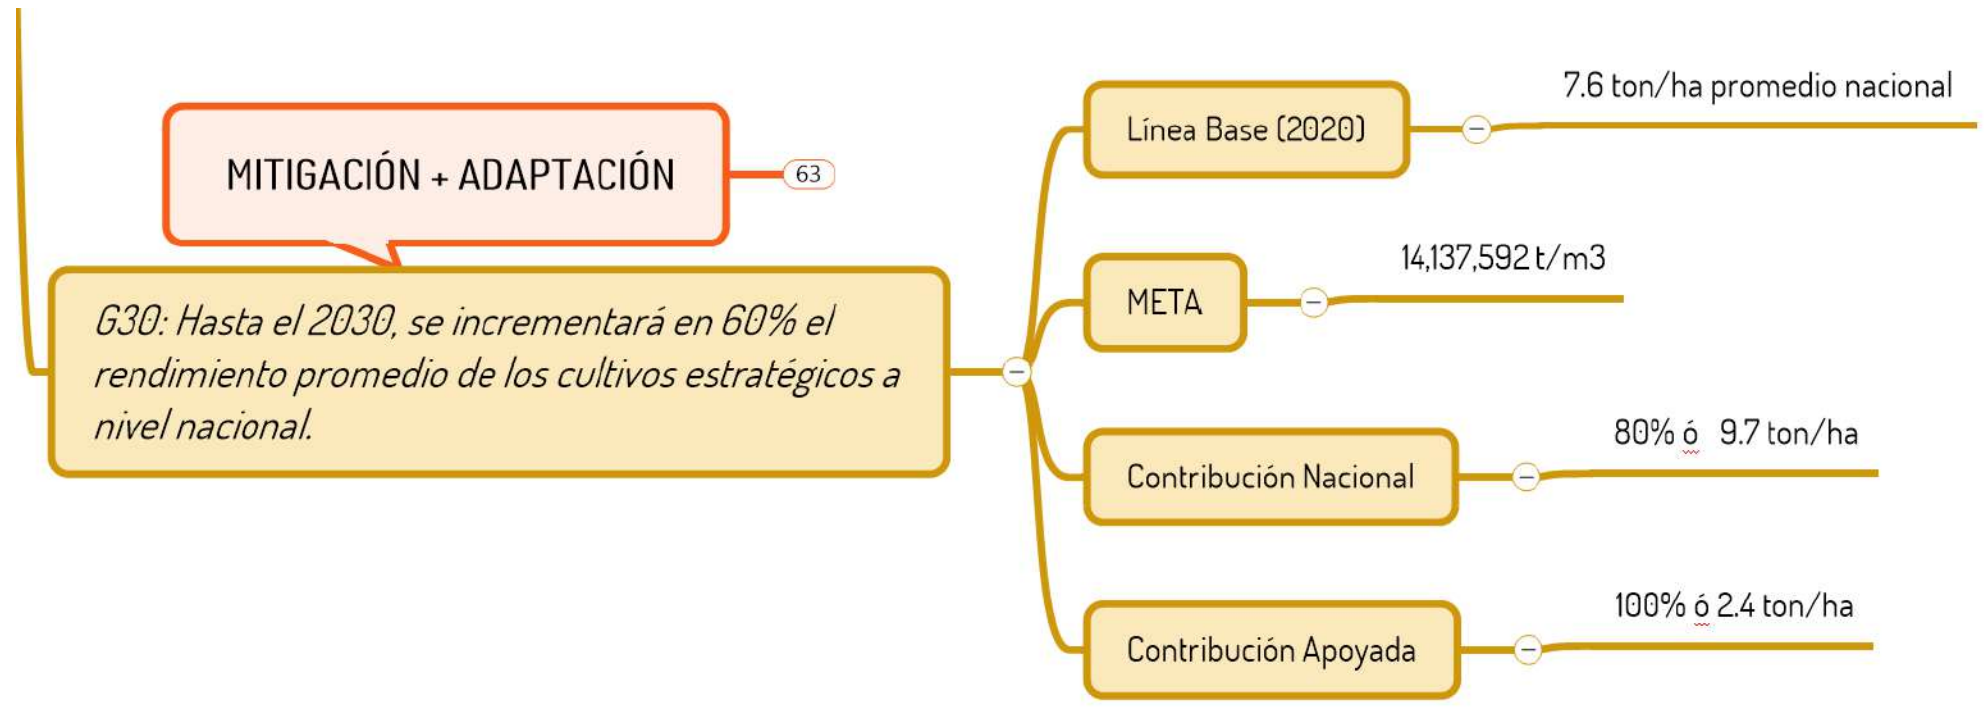 MITIGACIÓN + ADAPTACIÓN
63
G30: Hasta el 2030, se incrementará en 60% el
rendimiento promedio de los cultivos estratégicos a
nivel nacional.
Línea Base (2020)
7.6 ton/ha promedio nacional
META
14,137,592 t/m3
Contribución Nacional
80% ó 9.7 ton/ha
Contribución Apoyada
100% ó 2.4 ton/ha